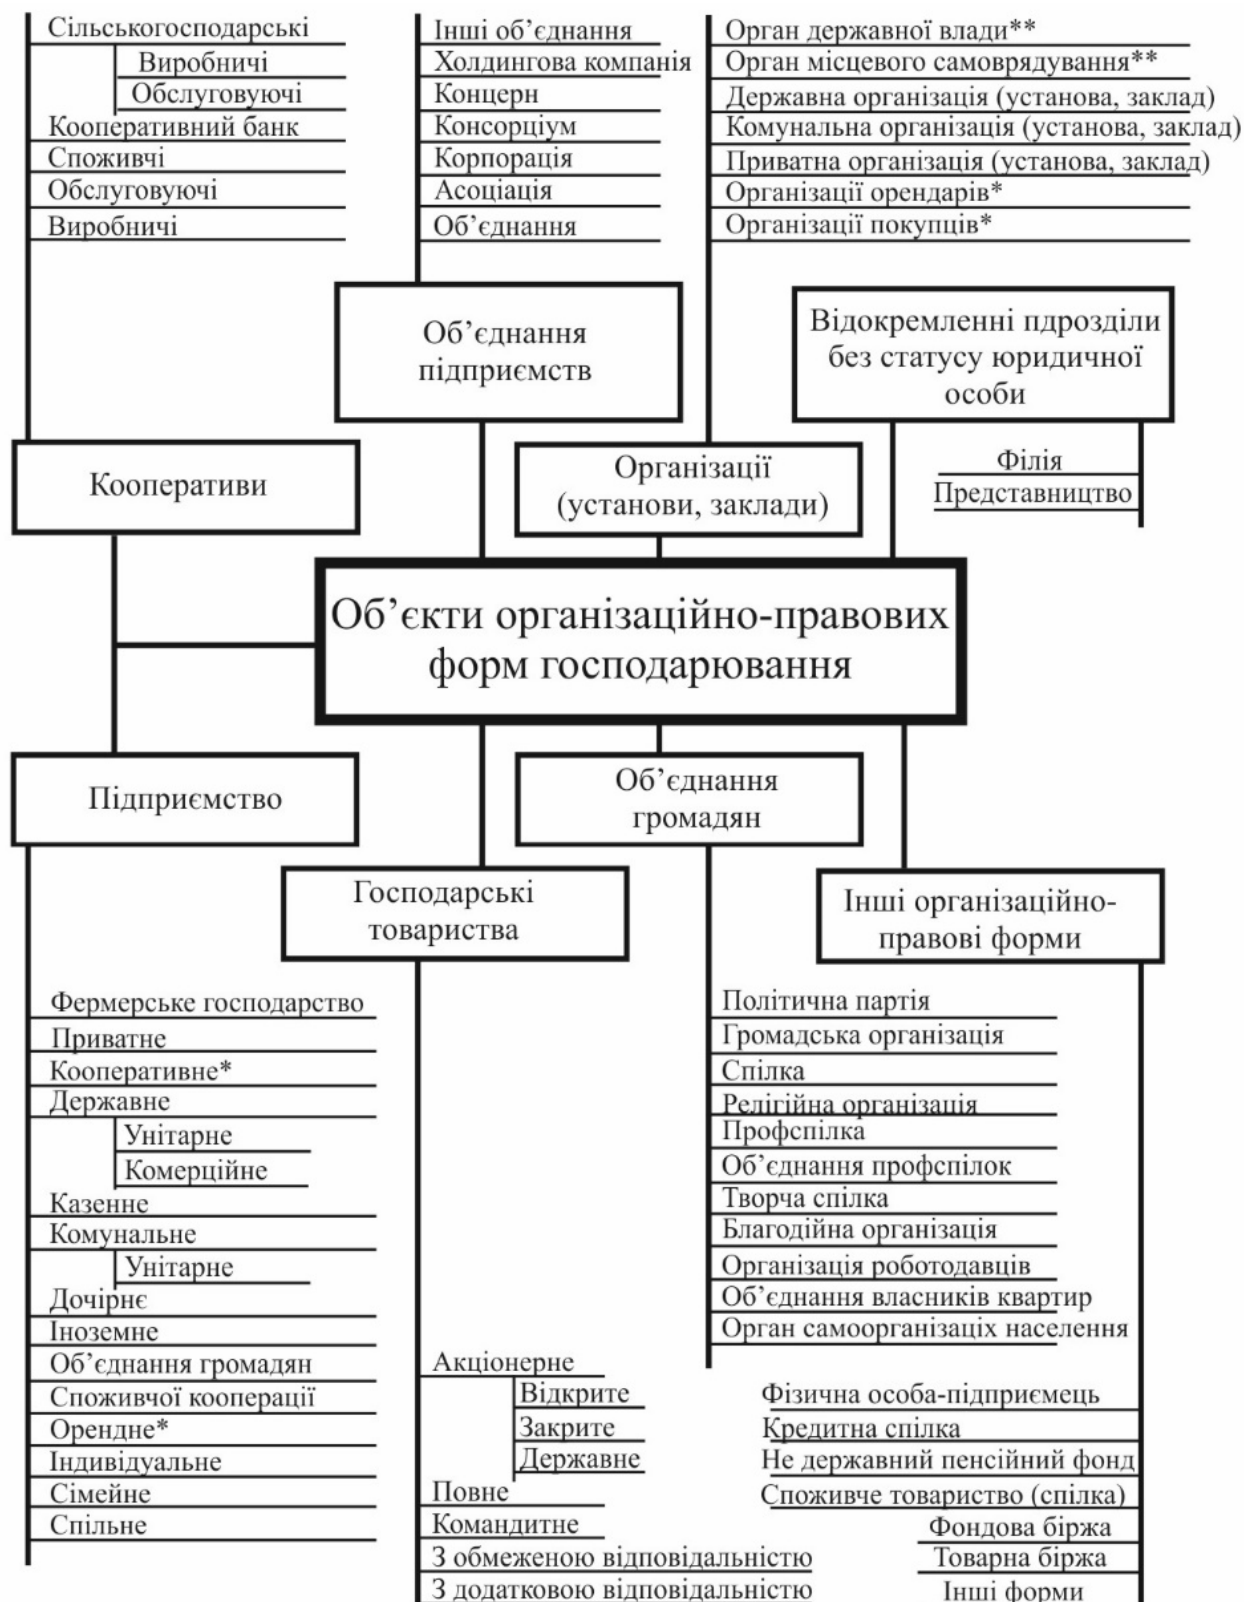 Сільськогосподарські
Виробничі
Обслуговуючі
Кооперативний банк
Споживчі
Обслуговуючі
Виробничі
Інші об’єднання
Холдингова компанія
Концерн
Консорціум
Корпорація
Асоціація
Об’єднання
Орган державної влади**
Орган місцевого самоврядування**
Державна організація (установа, заклад)
Комунальна організація (установа, заклад)
Приватна організація (установа, заклад)
Організації орендарів*
Організації покупців*
Об’єднання
підприємств
Відокремленні пдрозділи
без статусу юридичної
особи
Кооперативи
Організації
(установи, заклади)
Філія
Представництво
Об’єкти організаційно-правових
форм господарювання
Підприємство
Об’єднання
громадян
Господарські
товариства
Інші організаційно-
правові форми
Фермерське господарство
Приватне
Кооперативне*
Державне
Унітарне
Комерційне
Казенне
Комунальне
Унітарне
Дочірнє
Іноземне
Об’єднання громадян
Споживчої кооперації
Орендне*
Індивідуальне
Сімейне
Спільне
Акціонерне
Відкрите
Закрите
Державне
Повне
Командитне
З обмеженою відповідальністю
З додатковою відповідальністю
Політична партія
Громадська організація
Спілка
Релігійна організація
Профспілка
Об’єднання профспілок
Творча спілка
Благодійна організація
Організація роботодавців
Об’єднання власників квартир
Орган самоорганізаціх населення
Фізична особа-підприємець
Кредитна спілка
Не державний пенсійний фонд
Споживче товариство (спілка)
Фондова біржа
Товарна біржа
Інші форми